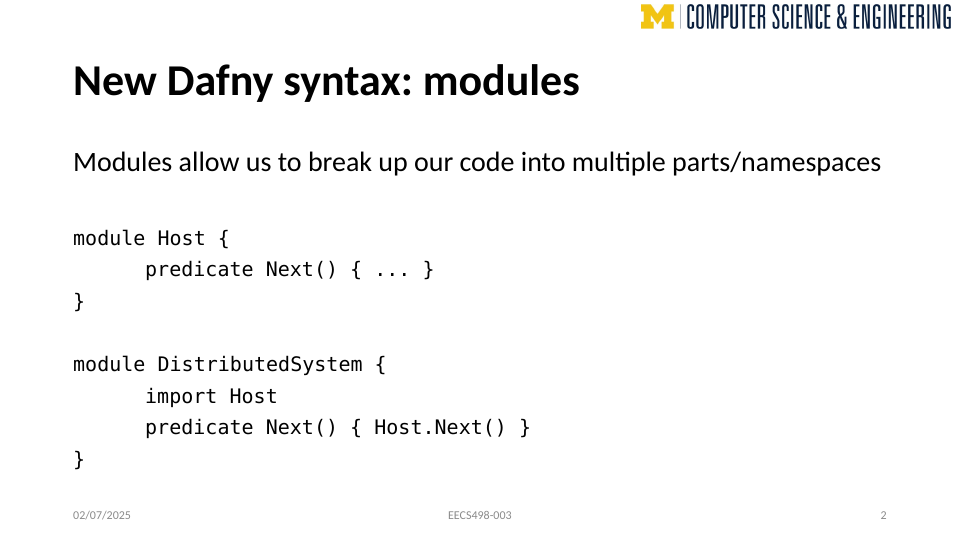 M | COMPUTER SCIENCE & ENGINEERING
New Dafny syntax: modules
Modules allow us to break up our code into multiple parts/namespaces
module Host {
predicate Next() { ... }
}
module DistributedSystem {
import Host
predicate Next() { Host.Next() }
}
02/07/2025 EECS498-003 2